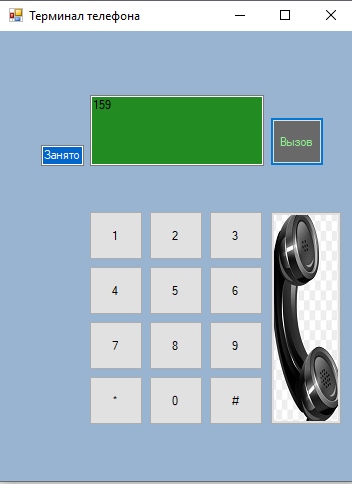 Терминал телефона
159
Вызов
Занято
1 2 3
4 5 6
7 8 9
* 0 #